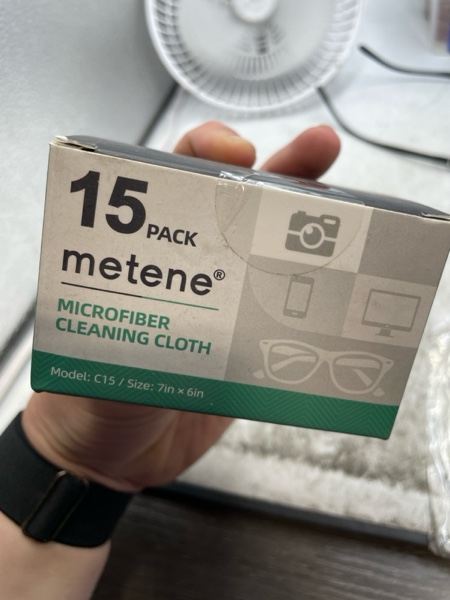 15 PACK
metene®
MICROFIBER
CLEANING CLOTH
Model: C15 / Size: 7in × 6in